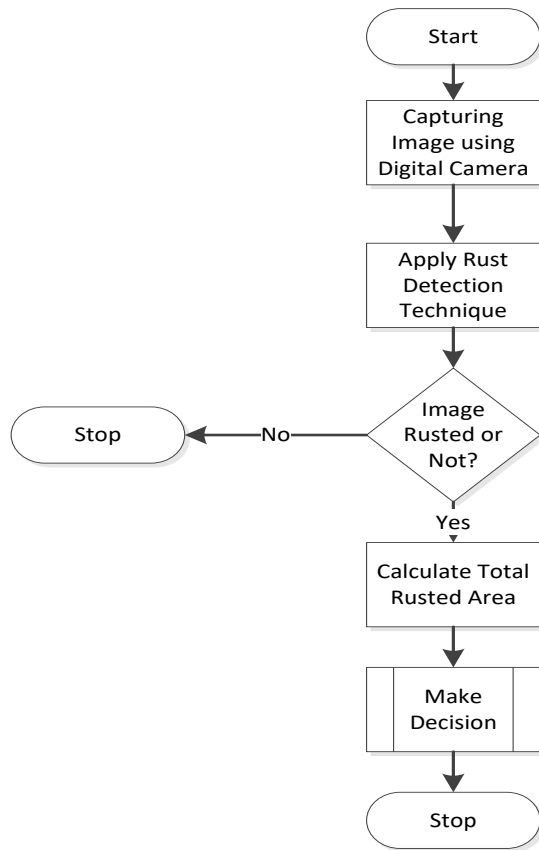 Start
Capturing
Image using
Digital Camera
Apply Rust
Detection
Technique
Image
Rusted or
Not?
No
Stop
Yes
Calculate Total
Rusted Area
Make
Decision
Stop